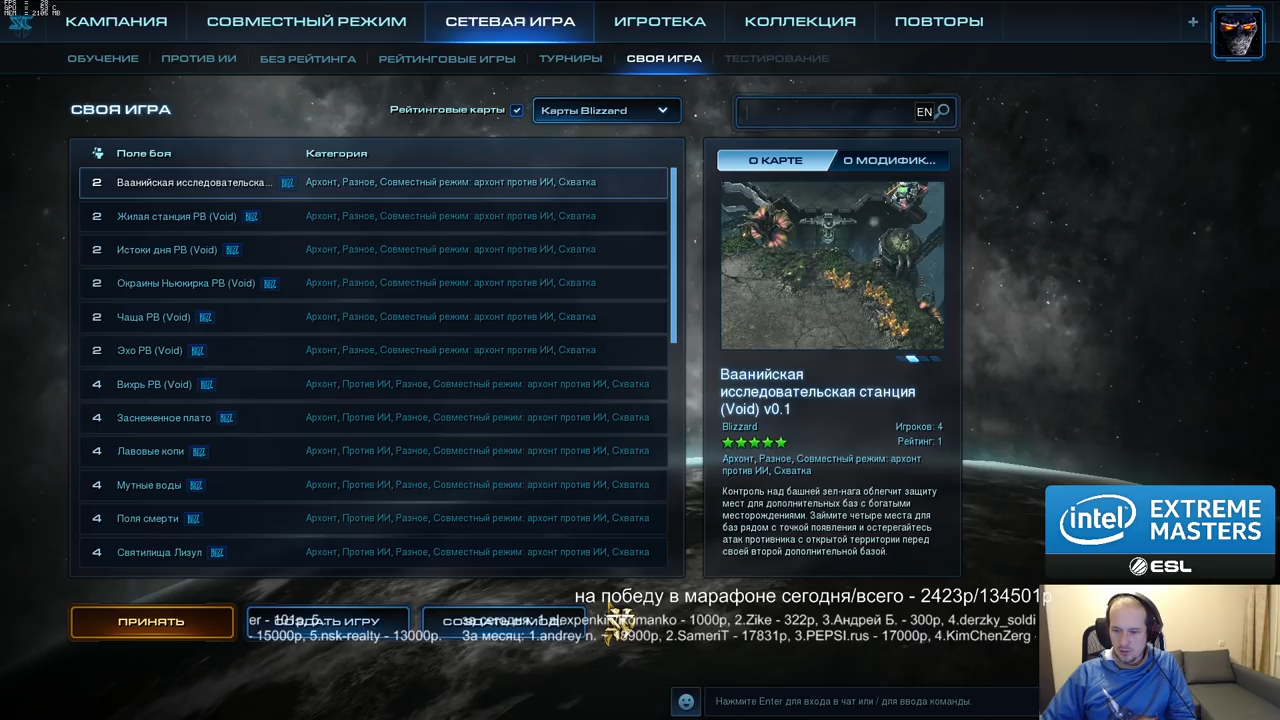 КАМПАНИЯ СОВМЕСТНЫЙ РЕЖИМ СЕТЕВАЯ ИГРА ИГРОТЕКА КОЛЛЕКЦИЯ ПОВТОРЫ
ОБУЧЕНИЕ ПРОТИВ ИИ БЕЗ РЕЙТИНГА РЕЙТИНГОВЫЕ ИГРЫ ТУРНИРЫ СВОЯ ИГРА ТЕСТИРОВАНИЕ
СВОЯ ИГРА Рейтинговые карты Карты Blizzard EN
Поле боя Категория
2 Ваанийская исследовательска... Архонт, Разное, Совместный режим: архонт против ИИ, Схватка
2 Жилая станция РВ (Void) Архонт, Разное, Совместный режим: архонт против ИИ, Схватка
2 Истоки дня РВ (Void) Архонт, Разное, Совместный режим: архонт против ИИ, Схватка
2 Окраины Ньюкирка РВ (Void) Архонт, Разное, Совместный режим: архонт против ИИ, Схватка
2 Чаща РВ (Void) Архонт, Разное, Совместный режим: архонт против ИИ, Схватка
2 Эхо РВ (Void) Архонт, Разное, Совместный режим: архонт против ИИ, Схватка
4 Вихрь РВ (Void) Архонт, Против ИИ, Разное, Совместный режим: архонт против ИИ, Схватка
4 Заснеженное плато Архонт, Против ИИ, Разное, Совместный режим: архонт против ИИ, Схватка
4 Лавовые копи Архонт, Против ИИ, Разное, Совместный режим: архонт против ИИ, Схватка
4 Мутные воды Архонт, Против ИИ, Разное, Совместный режим: архонт против ИИ, Схватка
4 Поля смерти Архонт, Против ИИ, Разное, Совместный режим: архонт против ИИ, Схватка
4 Святилища Лизул Архонт, Против ИИ, Разное, Совместный режим: архонт против ИИ, Схватка
О КАРТЕ О МОДИФИК...
Ваанийская
исследовательская станция
(Void) v0.1
Blizzard Игроков: 4
Рейтинг: 1
Архонт, Разное, Совместный режим: архонт
против ИИ, Схватка
Контроль над башней зел-нага облегчит защиту
мест для дополнительных баз с богатыми
месторождениями. Займите четыре места для
баз рядом с точкой появления и остерегайтесь
атак противника с открытой территории перед
своей второй дополнительной базой.
intel EXTREME
MASTERS
ESL
на победу в марафоне сегодня/всего - 2423р/134501р
ПРИНЯТЬ
1000р, 2.Zike - 322р, 3.Андрей Б. - 300р, 4.derzky_soldi
15000р, 5.nsk-realty - 13000р. За месяц: 1.andrey n. 2.SameriT - 17831р, 3.PEPSI.rus - 17000р, 4.KimChenZerg
Нажмите Enter для входа в чат или / для ввода команды.